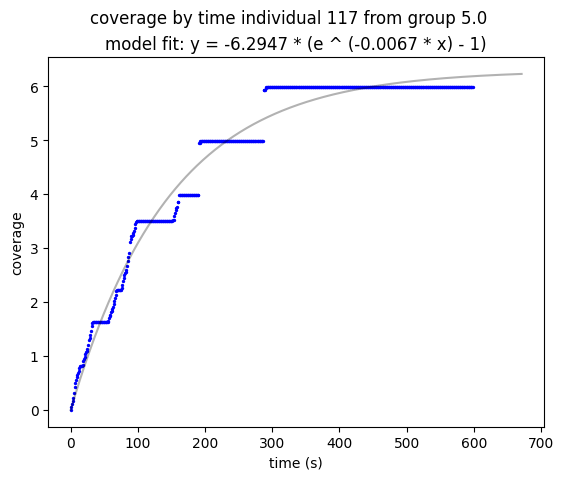 coverage by time individual 117 from group 5.0
model fit: y = -6.2947 * (e ^ (-0.0067 * x) - 1)
6
5
4
3
2
1
0
coverage
0 100 200 300 400 500 600 700
time (s)